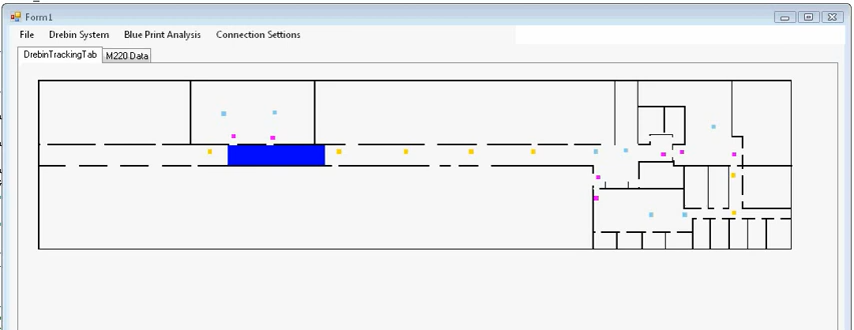 Form1
File Drebin System Blue Print Analysis Connection Settions
DrebinTrackingTab M220 Data